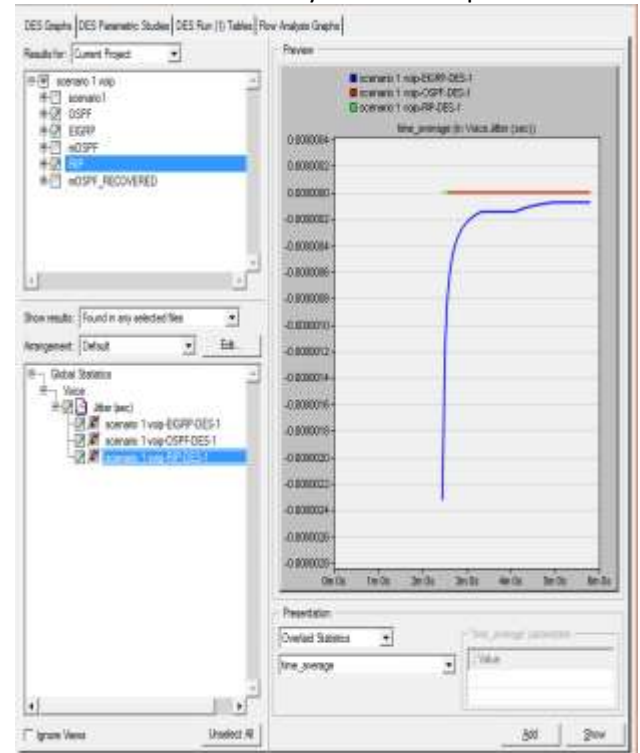 DES Graphs DES Parametric Studies DES Run (1) Tables Flow Analysis Graphs
Results for: Current Project
scenario 1 voip
scenario1
OSPF
EIGRP
mOSPF
RIP
mOSPF_RECOVERED
Show results: Found in any selected files
Arrangement: Default Edit...
Global Statistics
Voice
Jitter (sec)
scenario 1 voip-EIGRP-DES-1
scenario 1 voip-OSPF-DES-1
scenario 1 voip-RIP-DES-1
Ignore Views Unselect All
Preview
scenario 1 voip-EIGRP-DES-1
scenario 1 voip-OSPF-DES-1
scenario 1 voip-RIP-DES-1
time_average (in Voice.Jitter (sec))
0.0000004
0.0000002
0.0000000
-0.0000002
-0.0000004
-0.0000006
-0.0000008
-0.0000010
-0.0000012
-0.0000014
-0.0000016
-0.0000018
-0.0000020
-0.0000022
-0.0000026
-0.0000028
0m 0s 1m 0s 2m 0s 3m 0s 4m 0s 5m 0s 6m 0s
Presentation
Overlaid Statistics
time_average
Value
Add Show